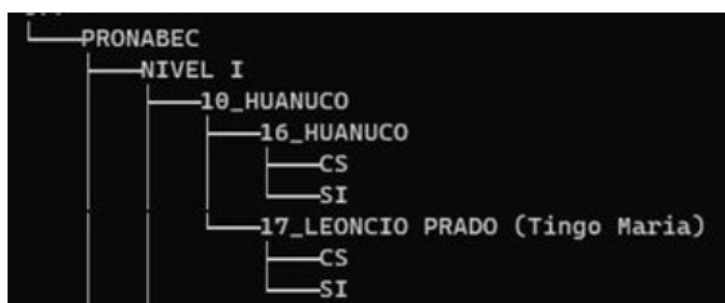 PRONABEC
NIVEL I
10_HUANUCO
16_HUANUCO
CS
SI
17_LEONCIO PRADO (Tingo Maria)
CS
SI